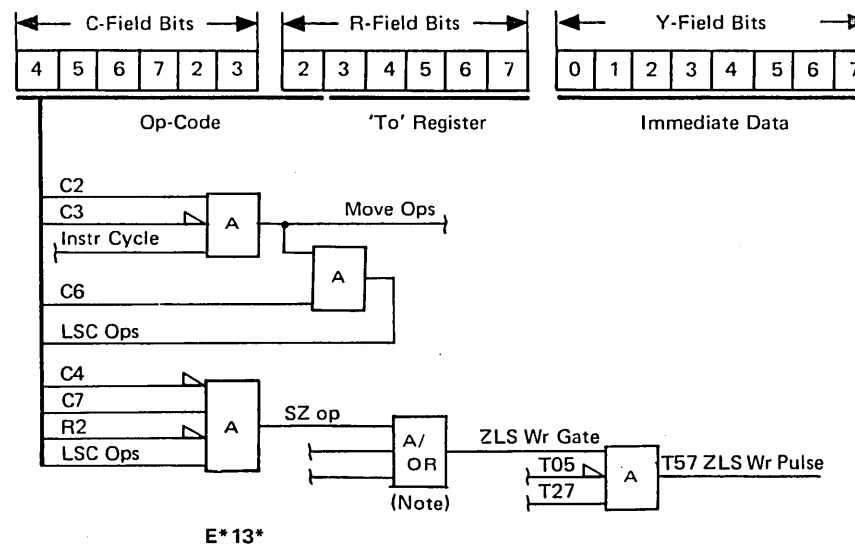 C-Field Bits R-Field Bits Y-Field Bits
4 5 6 7 2 3 2 3 4 5 6 7 0 1 2 3 4 5 6 7
Op-Code 'To' Register Immediate Data
C2
C3
A
Move Ops
Instr Cycle
A
C6
LSC Ops
C4
C7
A
SZ op
R2
LSC Ops
A/
OR
(Note)
ZLS Wr Gate
T05
A
T57 ZLS Wr Pulse
T27
E*13*